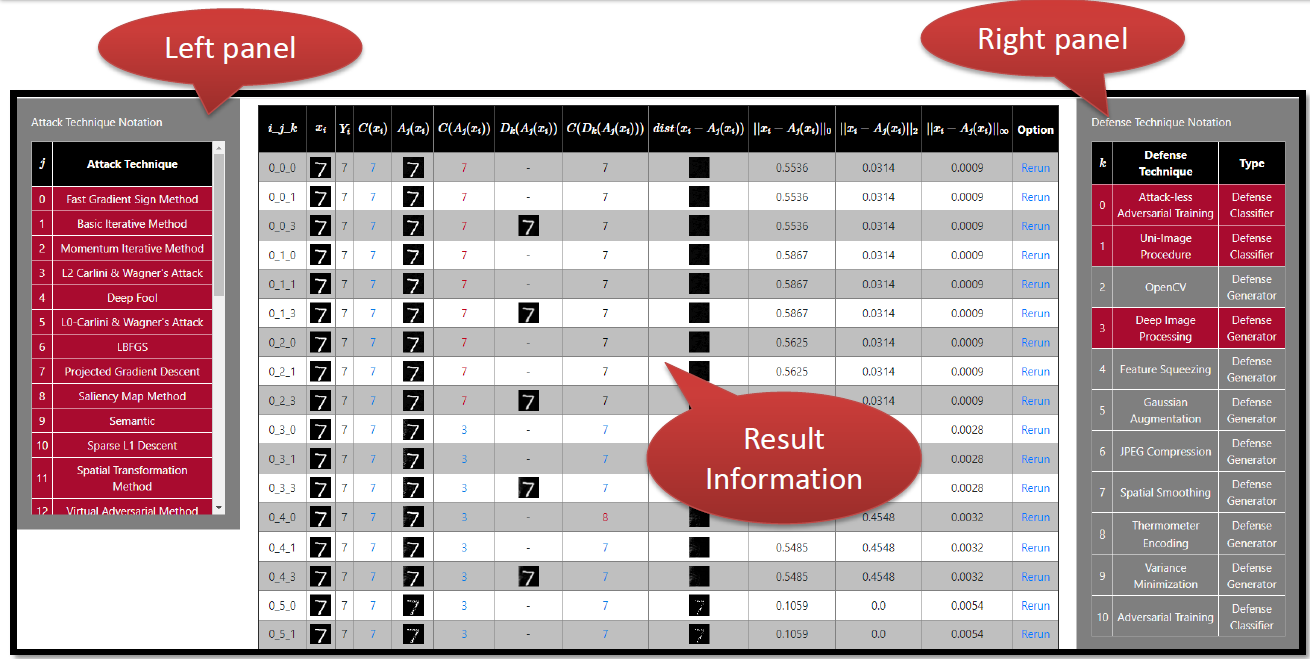 Left panel
Right panel
Attack Technique Notation
j Attack Technique
0 Fast Gradient Sign Method
1 Basic Iterative Method
2 Momentum Iterative Method
3 L2 Carlini & Wagner's Attack
4 Deep Fool
5 L0-Carlini & Wagner's Attack
6 LBFGS
7 Projected Gradient Descent
8 Saliency Map Method
9 Semantic
10 Sparse L1 Descent
11 Spatial Transformation
Method
12 Virtual Adversarial Method
i_j_k x_i Y_i C(x_i) A_j(x_i) C(A_j(x_i)) D_k(A_j(x_i)) C(D_k(A_j(x_i))) dist(x_i − A_j(x_i)) ||x_i − A_j(x_i)||_0 ||x_i − A_j(x_i)||_2 ||x_i − A_j(x_i)||_∞ Option
0_0_0 7 7 7 7 7 - 7 0.5536 0.0314 0.0009 Rerun
0_0_1 7 7 7 7 7 - 7 0.5536 0.0314 0.0009 Rerun
0_0_3 7 7 7 7 7 7 7 0.5536 0.0314 0.0009 Rerun
0_1_0 7 7 7 7 7 - 7 0.5867 0.0314 0.0009 Rerun
0_1_1 7 7 7 7 7 - 7 0.5867 0.0314 0.0009 Rerun
0_1_3 7 7 7 7 7 7 7 0.5867 0.0314 0.0009 Rerun
0_2_0 7 7 7 7 7 - 7 0.5625 0.0314 0.0009 Rerun
0_2_1 7 7 7 7 7 - 7 0.5625 0.0314 0.0009 Rerun
0_2_3 7 7 7 7 7 7 7 0.0314 0.0009 Rerun
0_3_0 7 7 7 7 3 - 7 0.0028 Rerun
0_3_1 7 7 7 7 3 - 7 0.0028 Rerun
0_3_3 7 7 7 7 3 7 7 0.0028 Rerun
0_4_0 7 7 7 7 3 - 8 0.4548 0.0032 Rerun
0_4_1 7 7 7 7 3 - 7 0.5485 0.4548 0.0032 Rerun
0_4_3 7 7 7 7 3 7 7 0.5485 0.4548 0.0032 Rerun
0_5_0 7 7 7 7 3 - 7 7 0.1059 0.0 0.0054 Rerun
0_5_1 7 7 7 7 3 - 7 7 0.1059 0.0 0.0054 Rerun
Result
Information
Defense Technique Notation
k Defense
Technique Type
0 Attack-less
Adversarial Training Defense
Classifier
1 Uni-Image
Procedure Defense
Classifier
2 OpenCV Defense
Generator
3 Deep Image
Processing Defense
Generator
4 Feature Squeezing Defense
Generator
5 Gaussian
Augmentation Defense
Generator
6 JPEG Compression Defense
Generator
7 Spatial Smoothing Defense
Generator
8 Thermometer
Encoding Defense
Generator
9 Variance
Minimization Defense
Generator
10 Adversarial Training Defense
Classifier